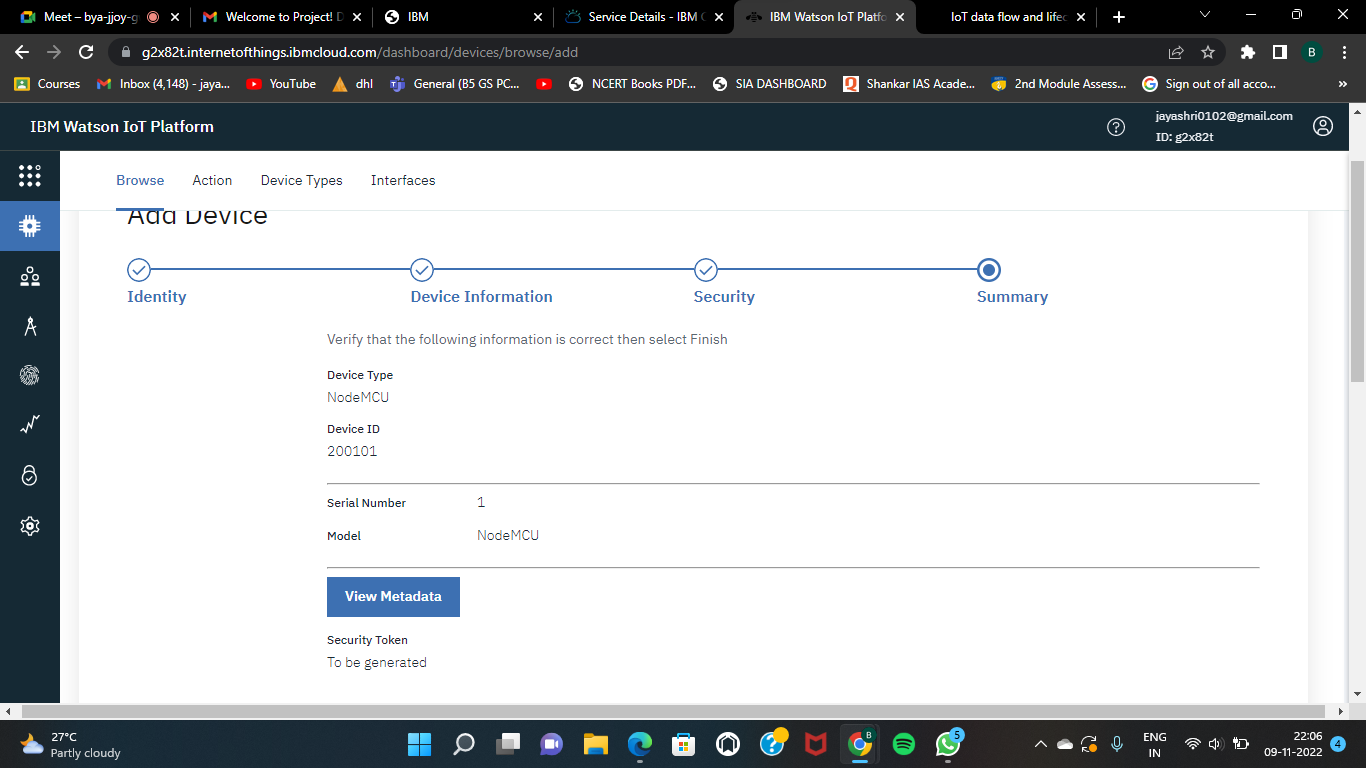 Meet – bya-jjoy-g
Welcome to Project! D
IBM
Service Details - IBM C
IBM Watson IoT Platfo
IoT data flow and lifec
g2x82t.internetofthings.ibmcloud.com/dashboard/devices/browse/add
B
Courses
Inbox (4,148) - jaya...
YouTube
dhl
General (B5 GS PC...
NCERT Books PDF...
SIA DASHBOARD
Shankar IAS Acade...
2nd Module Assess...
Sign out of all acco...
»
IBM Watson IoT Platform
jayashri0102@gmail.com
ID: g2x82t
Browse
Action
Device Types
Interfaces
Add Device
Identity
Device Information
Security
Summary
Verify that the following information is correct then select Finish
Device Type
NodeMCU
Device ID
200101
Serial Number 1
Model NodeMCU
View Metadata
Security Token
To be generated
27°C
Partly cloudy
B
5
ENG
IN
22:06
09-11-2022
4